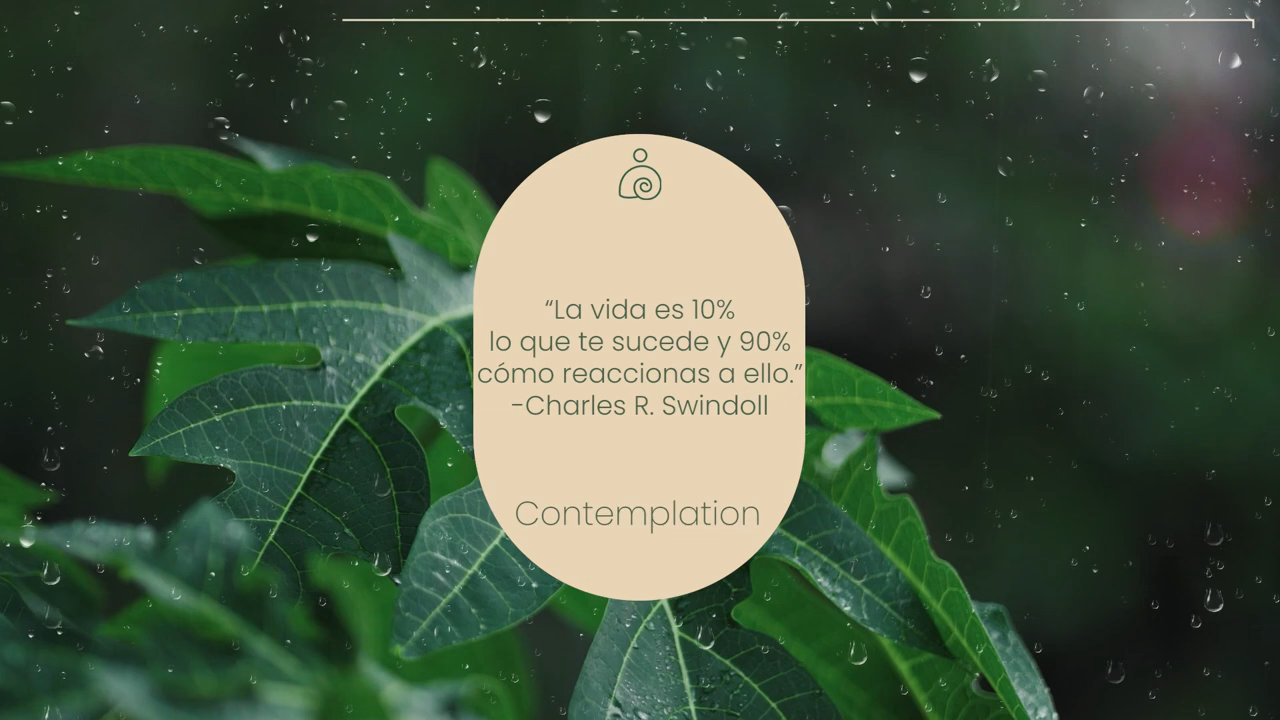 “La vida es 10%
lo que te sucede y 90%
cómo reaccionas a ello.”
-Charles R. Swindoll
Contemplation